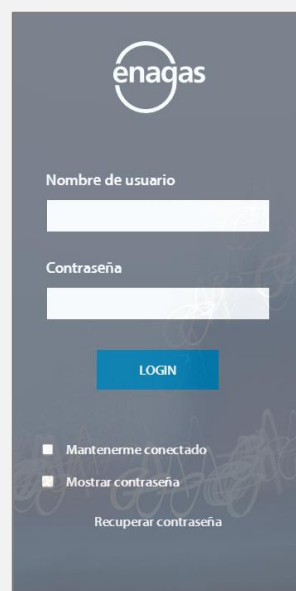 enagas
Nombre de usuario
Contraseña
LOGIN
Mantenerme conectado
Mostrar contraseña
Recuperar contraseña